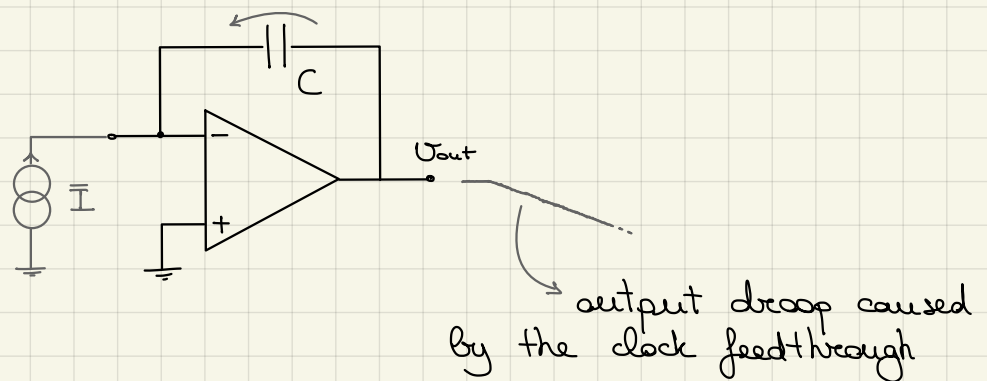 C
−
+
I
Vout
output droop caused
by the clock feedthrough